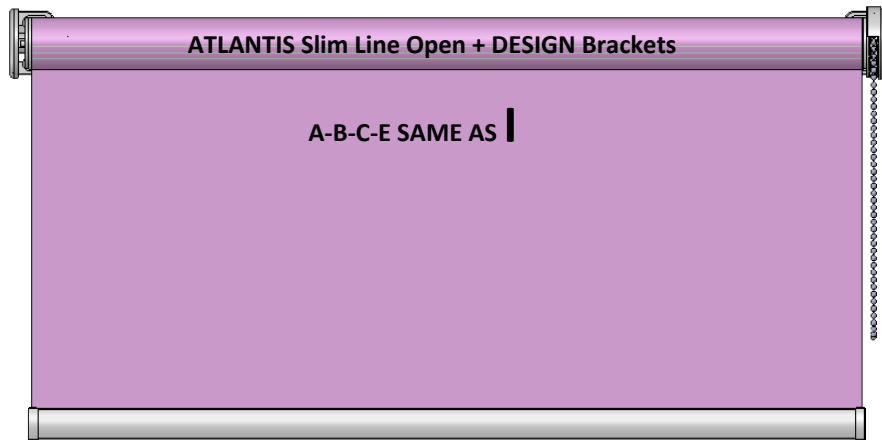 ATLANTIS Slim Line Open + DESIGN Brackets
A-B-C-E SAME AS I